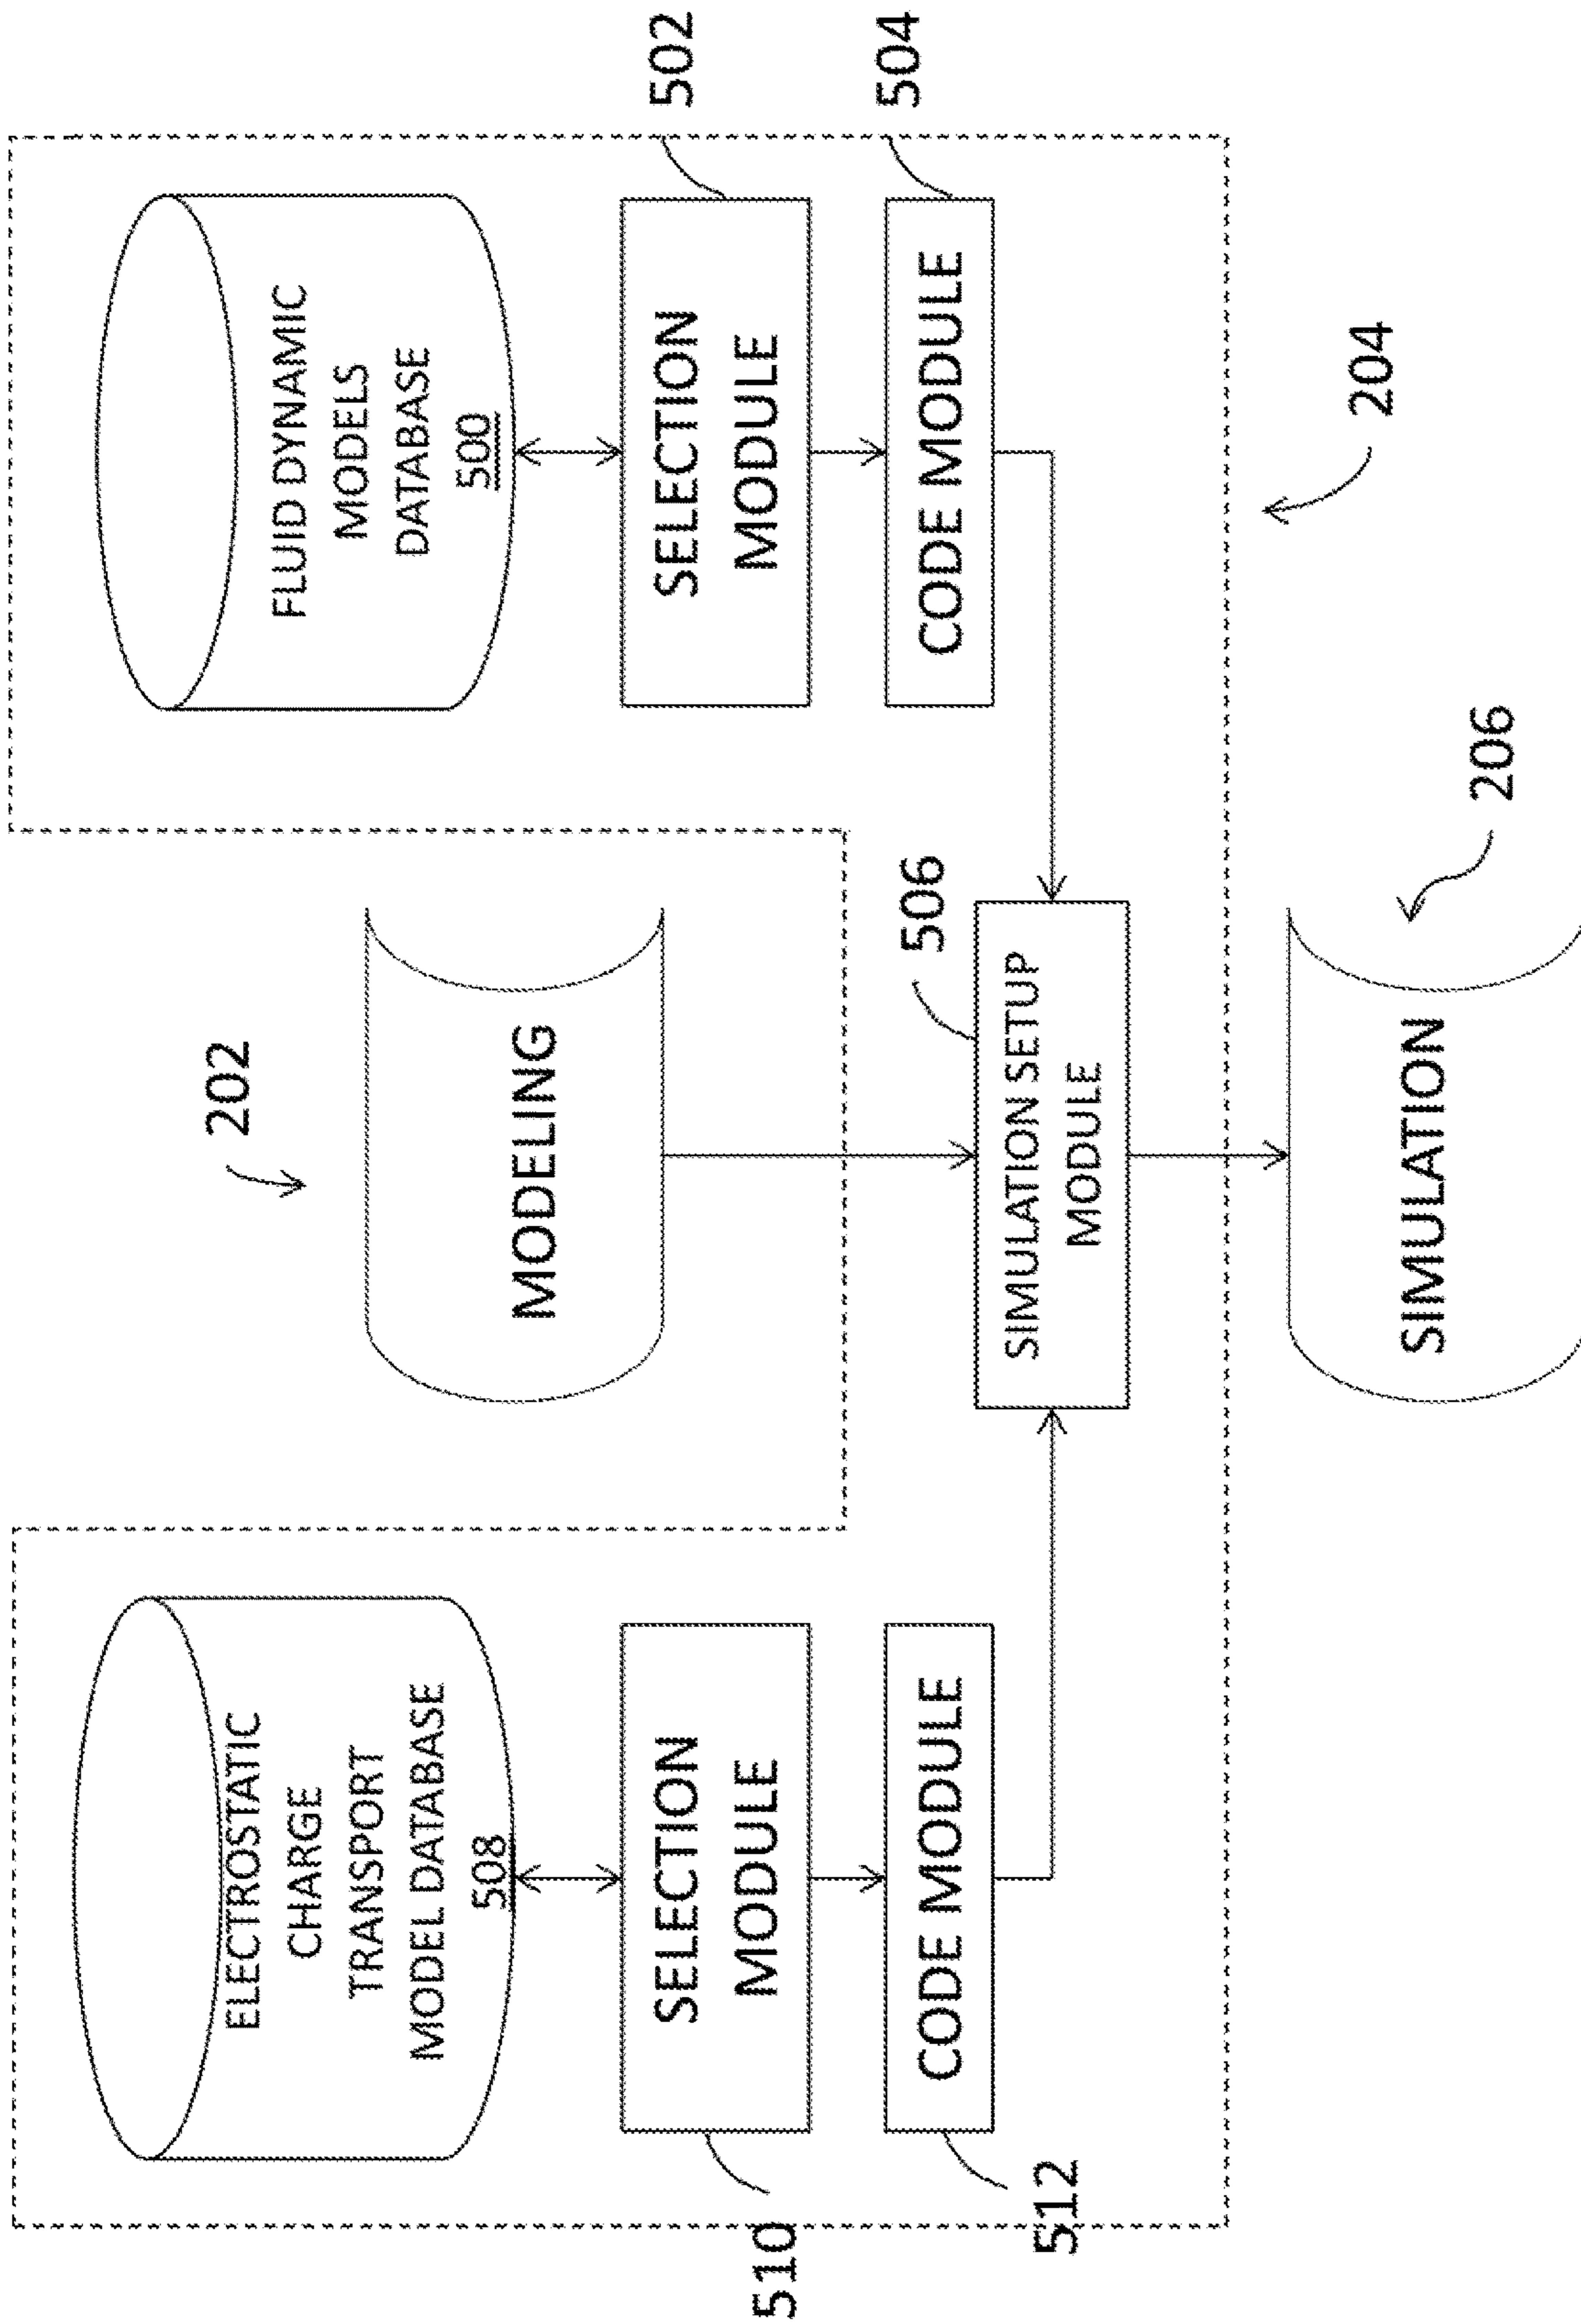 ELECTROSTATIC
CHARGE
TRANSPORT
MODEL DATABASE
508
SELECTION
MODULE
510
CODE MODULE
512
202
MODELING
506
SIMULATION SETUP
MODULE
SIMULATION
206
FLUID DYNAMIC
MODELS
DATABASE
500
SELECTION
MODULE
502
CODE MODULE
504
204